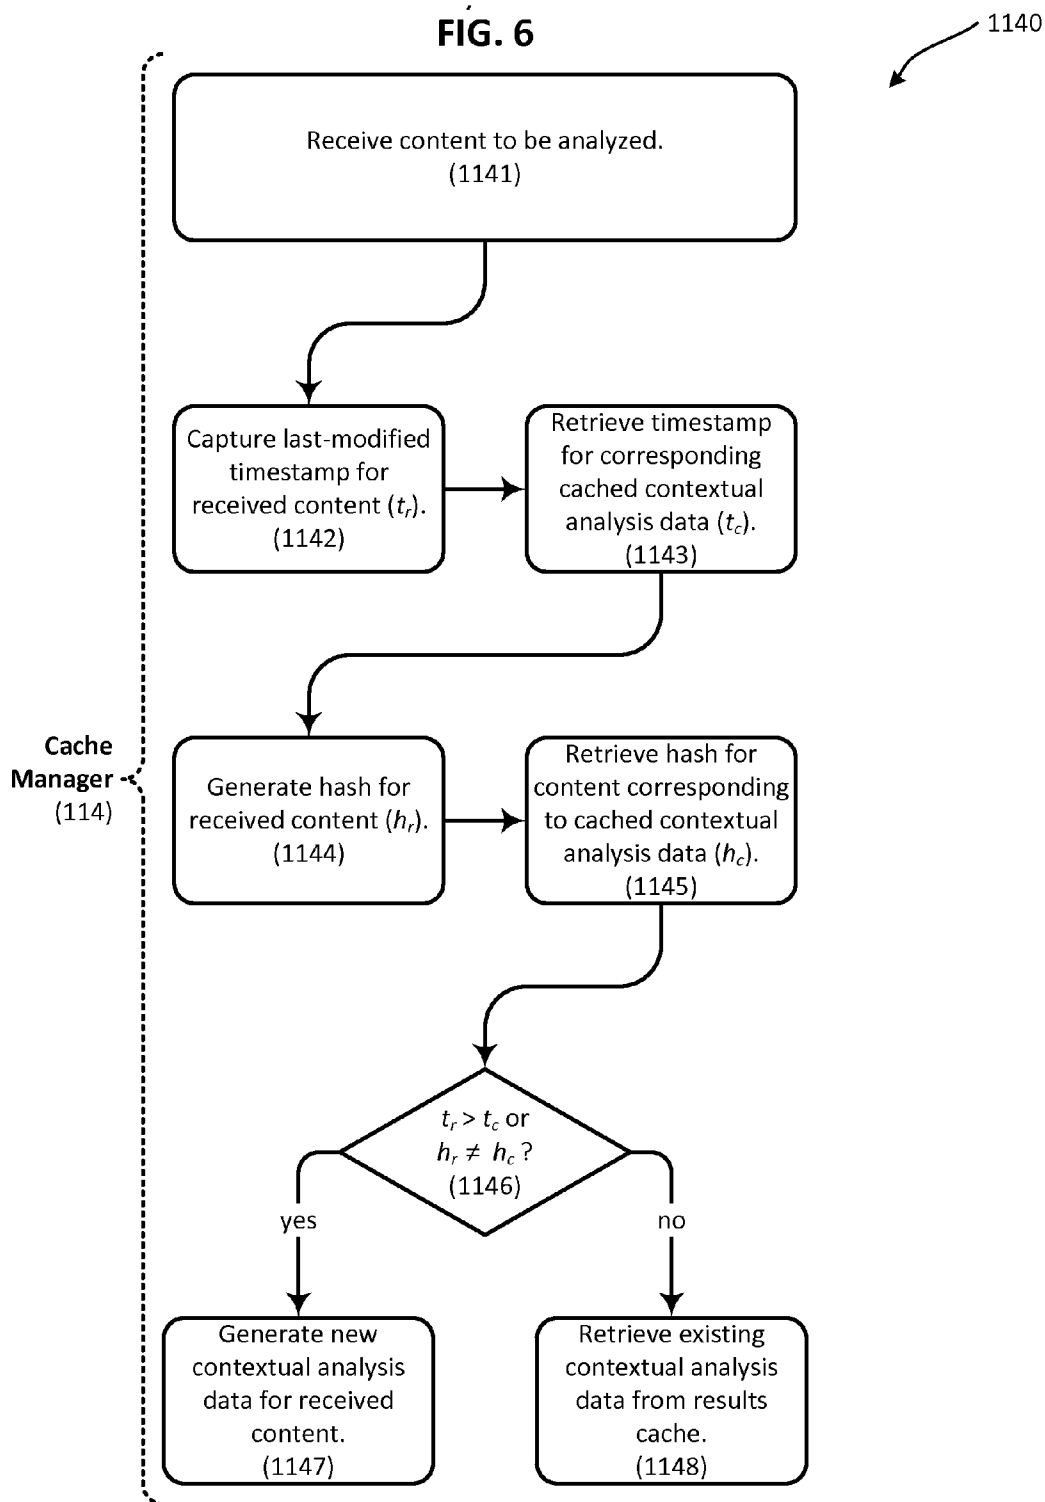 FIG. 6
1140
Receive content to be analyzed.
(1141)
Capture last-modified
timestamp for
received content (tr).
(1142)
Retrieve timestamp
for corresponding
cached contextual
analysis data (tc).
(1143)
Cache
Manager
(114)
Generate hash for
received content (hr).
(1144)
Retrieve hash for
content corresponding
to cached contextual
analysis data (hc).
(1145)
tr > tc or
hr ≠ hc ?
(1146)
yes
no
Generate new
contextual analysis
data for received
content.
(1147)
Retrieve existing
contextual analysis
data from results
cache.
(1148)